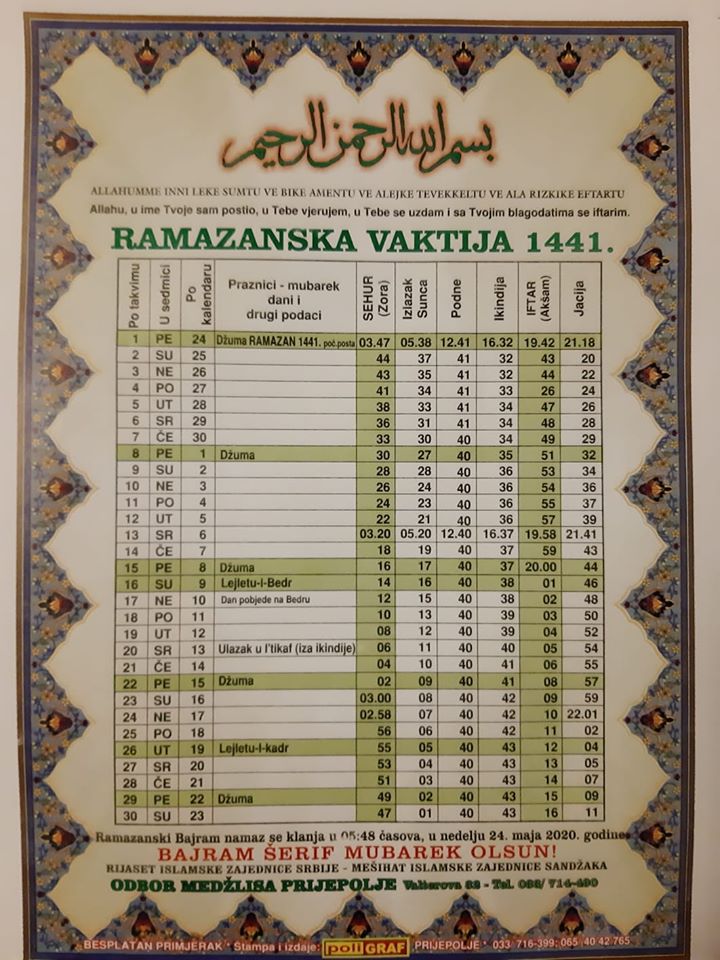 بسم الله الرحمن الرحيم
ALLAHUMME INNI LEKE SUMTU VE BIKE AMENTU VE ALEJKE TEVEKKELTU VE ALA RIZKIKE EFTARTU
Allahu, u ime Tvoje sam postio, u Tebe vjerujem, u Tebe se uzdam i sa Tvojim blagodatima se iftarim.
RAMAZANSKA VAKTIJA 1441.
Po takvimu U sedmici Po kalendaru Praznici - mubarek dani i drugi podaci SEHUR (Zora) Izlazak Sunca Podne Ikindija IFTAR (Akšam) Jacija
1 PE 24 Džuma RAMAZAN 1441. poč.posta 03.47 05.38 12.41 16.32 19.42 21.18
2 SU 25 44 37 41 32 43 20
3 NE 26 43 35 41 32 44 22
4 PO 27 41 34 41 33 26 24
5 UT 28 38 33 41 34 47 26
6 SR 29 36 31 41 34 48 28
7 ČE 30 33 30 40 34 49 29
8 PE 1 Džuma 30 27 40 35 51 32
9 SU 2 28 28 40 36 53 34
10 NE 3 26 24 40 36 54 36
11 PO 4 24 23 40 36 55 37
12 UT 5 22 21 40 36 57 39
13 SR 6 03.20 05.20 12.40 16.37 19.58 21.41
14 ČE 7 18 19 40 37 59 43
15 PE 8 Džuma 16 17 40 37 20.00 44
16 SU 9 Lejletu-l-Bedr 14 16 40 38 01 46
17 NE 10 Dan pobjede na Bedru 12 15 40 38 02 48
18 PO 11 10 13 40 39 03 50
19 UT 12 08 12 40 39 04 52
20 SR 13 Ulazak u I'tikaf (iza ikindije) 06 11 40 40 05 54
21 ČE 14 04 10 40 41 06 55
22 PE 15 Džuma 02 09 40 41 08 57
23 SU 16 03.00 08 40 42 09 59
24 NE 17 02.58 07 40 42 10 22.01
25 PO 18 56 06 40 42 11 02
26 UT 19 Lejletu-l-kadr 55 05 40 43 12 04
27 SR 20 53 04 40 43 13 05
28 ČE 21 51 03 40 43 14 07
29 PE 22 Džuma 49 02 40 43 15 09
30 SU 23 47 01 40 43 16 11
Ramazanski Bajram namaz se klanja u 05:48 časova, u nedelju 24. maja 2020. godine
BAJRAM ŠERIF MUBAREK OLSUN!
RIJASET ISLAMSKE ZAJEDNICE SRBIJE - MEŠIHAT ISLAMSKE ZAJEDNICE SANDŽAKA
ODBOR MEDŽLISA PRIJEPOLJE Valterova 32 - Tel. 033/ 714-490
BESPLATAN PRIMJERAK * Štampa i izdaje: poli GRAF PRIJEPOLJE * 033/ 716-399; 065/ 40 42 765